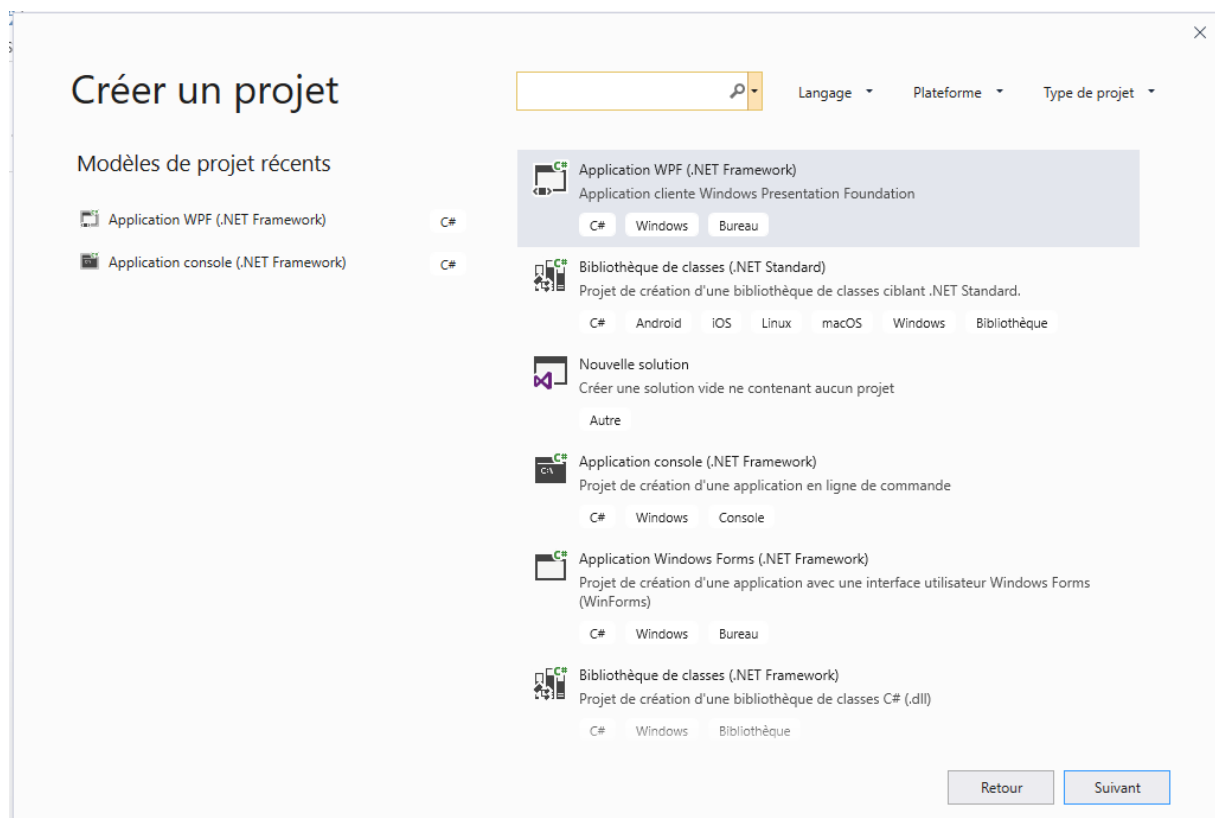 Créer un projet
Langage
Plateforme
Type de projet
Modèles de projet récents
Application WPF (.NET Framework)
C#
Application console (.NET Framework)
C#
C#
Application WPF (.NET Framework)
Application cliente Windows Presentation Foundation
C# Windows Bureau
C#
Bibliothèque de classes (.NET Standard)
Projet de création d'une bibliothèque de classes ciblant .NET Standard.
C# Android iOS Linux macOS Windows Bibliothèque
Nouvelle solution
Créer une solution vide ne contenant aucun projet
Autre
C#
Application console (.NET Framework)
Projet de création d'une application en ligne de commande
C# Windows Console
C#
Application Windows Forms (.NET Framework)
Projet de création d'une application avec une interface utilisateur Windows Forms
(WinForms)
C# Windows Bureau
C#
Bibliothèque de classes (.NET Framework)
Projet de création d'une bibliothèque de classes C# (.dll)
C# Windows Bibliothèque
Retour
Suivant